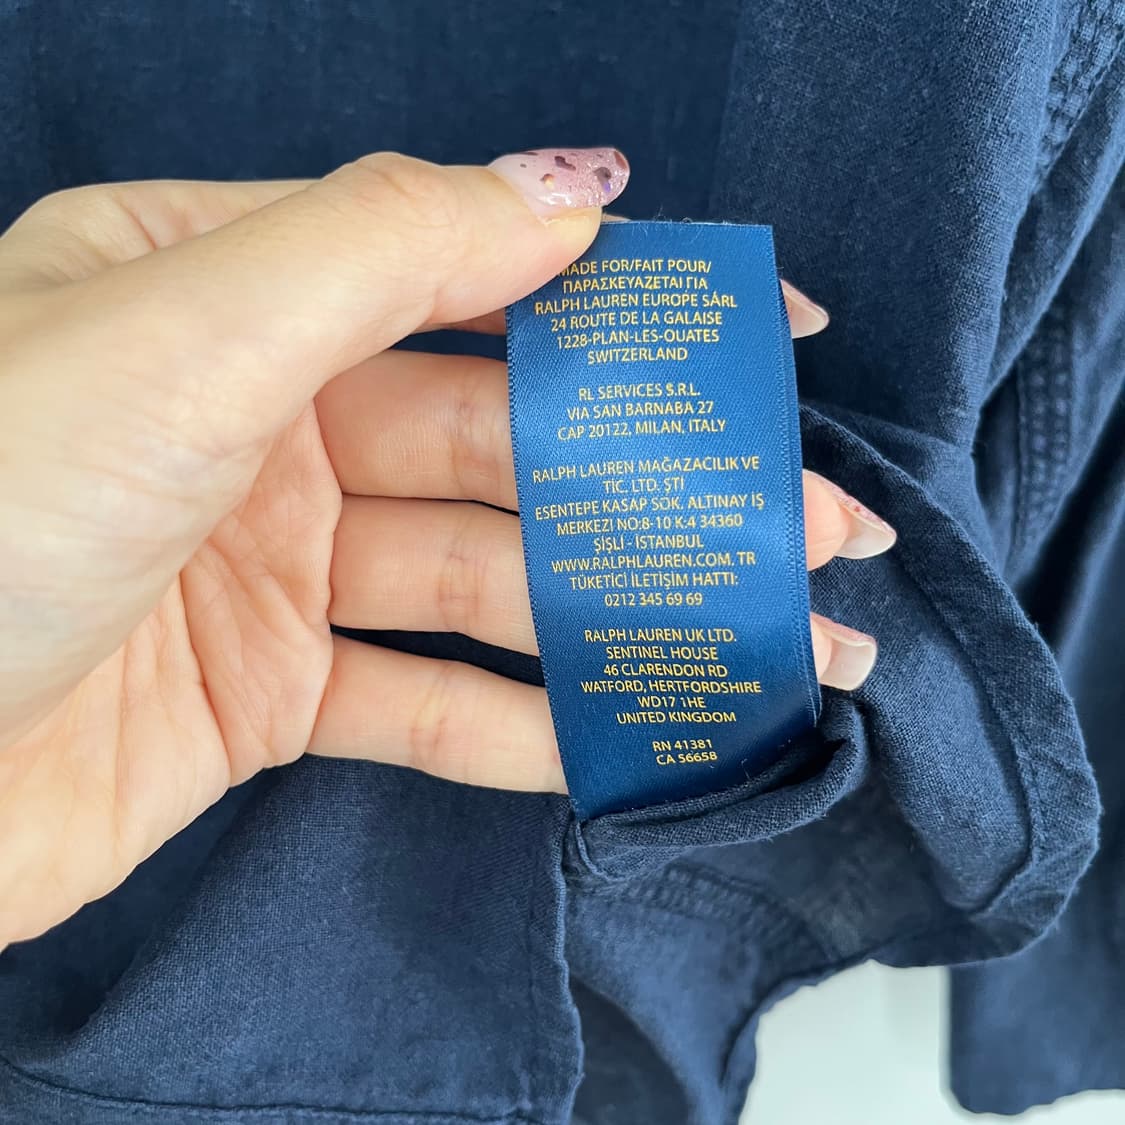 MADE FOR/FAIT POUR/
ΠΑΡΑΣΚΕΥΑΖΕΤΑΙ ΓΙΑ
RALPH LAUREN EUROPE SÁRL
24 ROUTE DE LA GALAISE
1228-PLAN-LES-OUATES
SWITZERLAND
RL SERVICES S.R.L.
VIA SAN BARNABA 27
CAP 20122, MILAN, ITALY
RALPH LAUREN MAĞAZACILIK VE
TİC. LTD. ŞTİ
ESENTEPE KASAP SOK. ALTINAY İŞ
MERKEZİ NO:8-10 K:4 34360
ŞİŞLİ - İSTANBUL
WWW.RALPHLAUREN.COM. TR
TÜKETİCİ İLETİŞİM HATTI:
0212 345 69 69
RALPH LAUREN UK LTD.
SENTINEL HOUSE
46 CLARENDON RD
WATFORD, HERTFORDSHIRE
WD17 1HE
UNITED KINGDOM
RN 41381
CA 56658